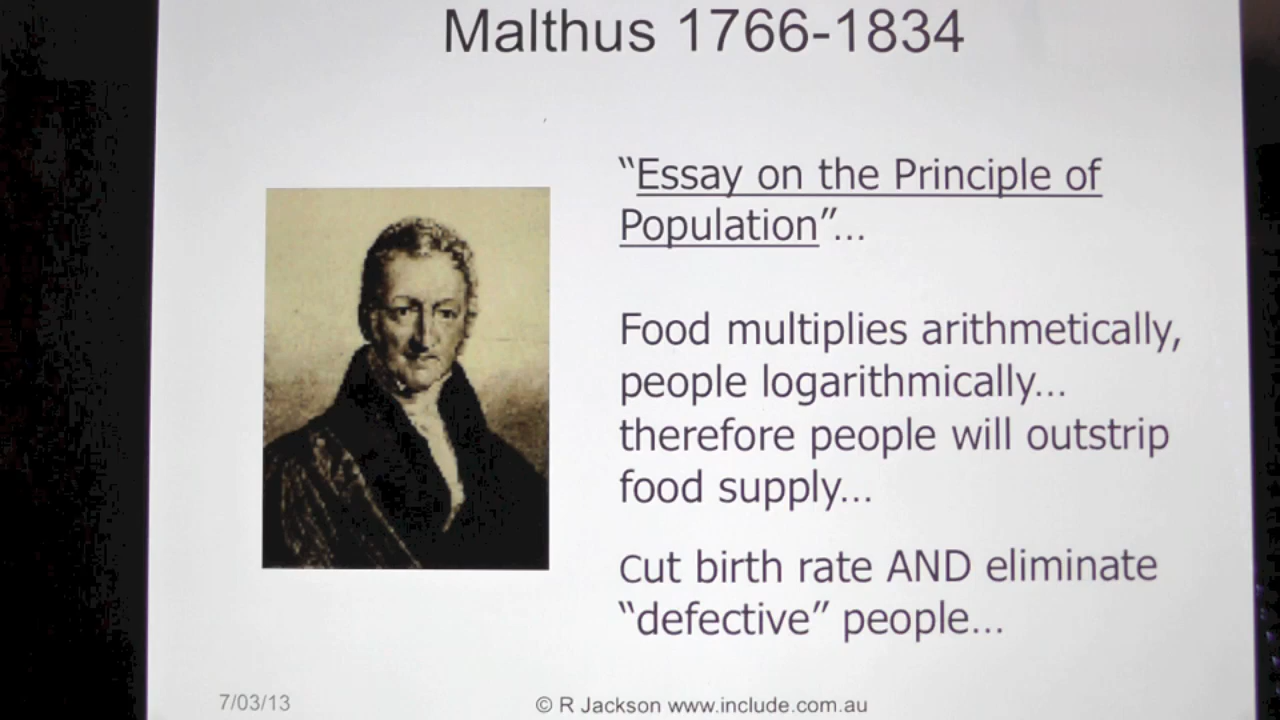 Malthus 1766-1834
“Essay on the Principle of
Population”...
Food multiplies arithmetically,
people logarithmically...
therefore people will outstrip
food supply...
Cut birth rate AND eliminate
“defective” people...
7/03/13
© R Jackson www.include.com.au